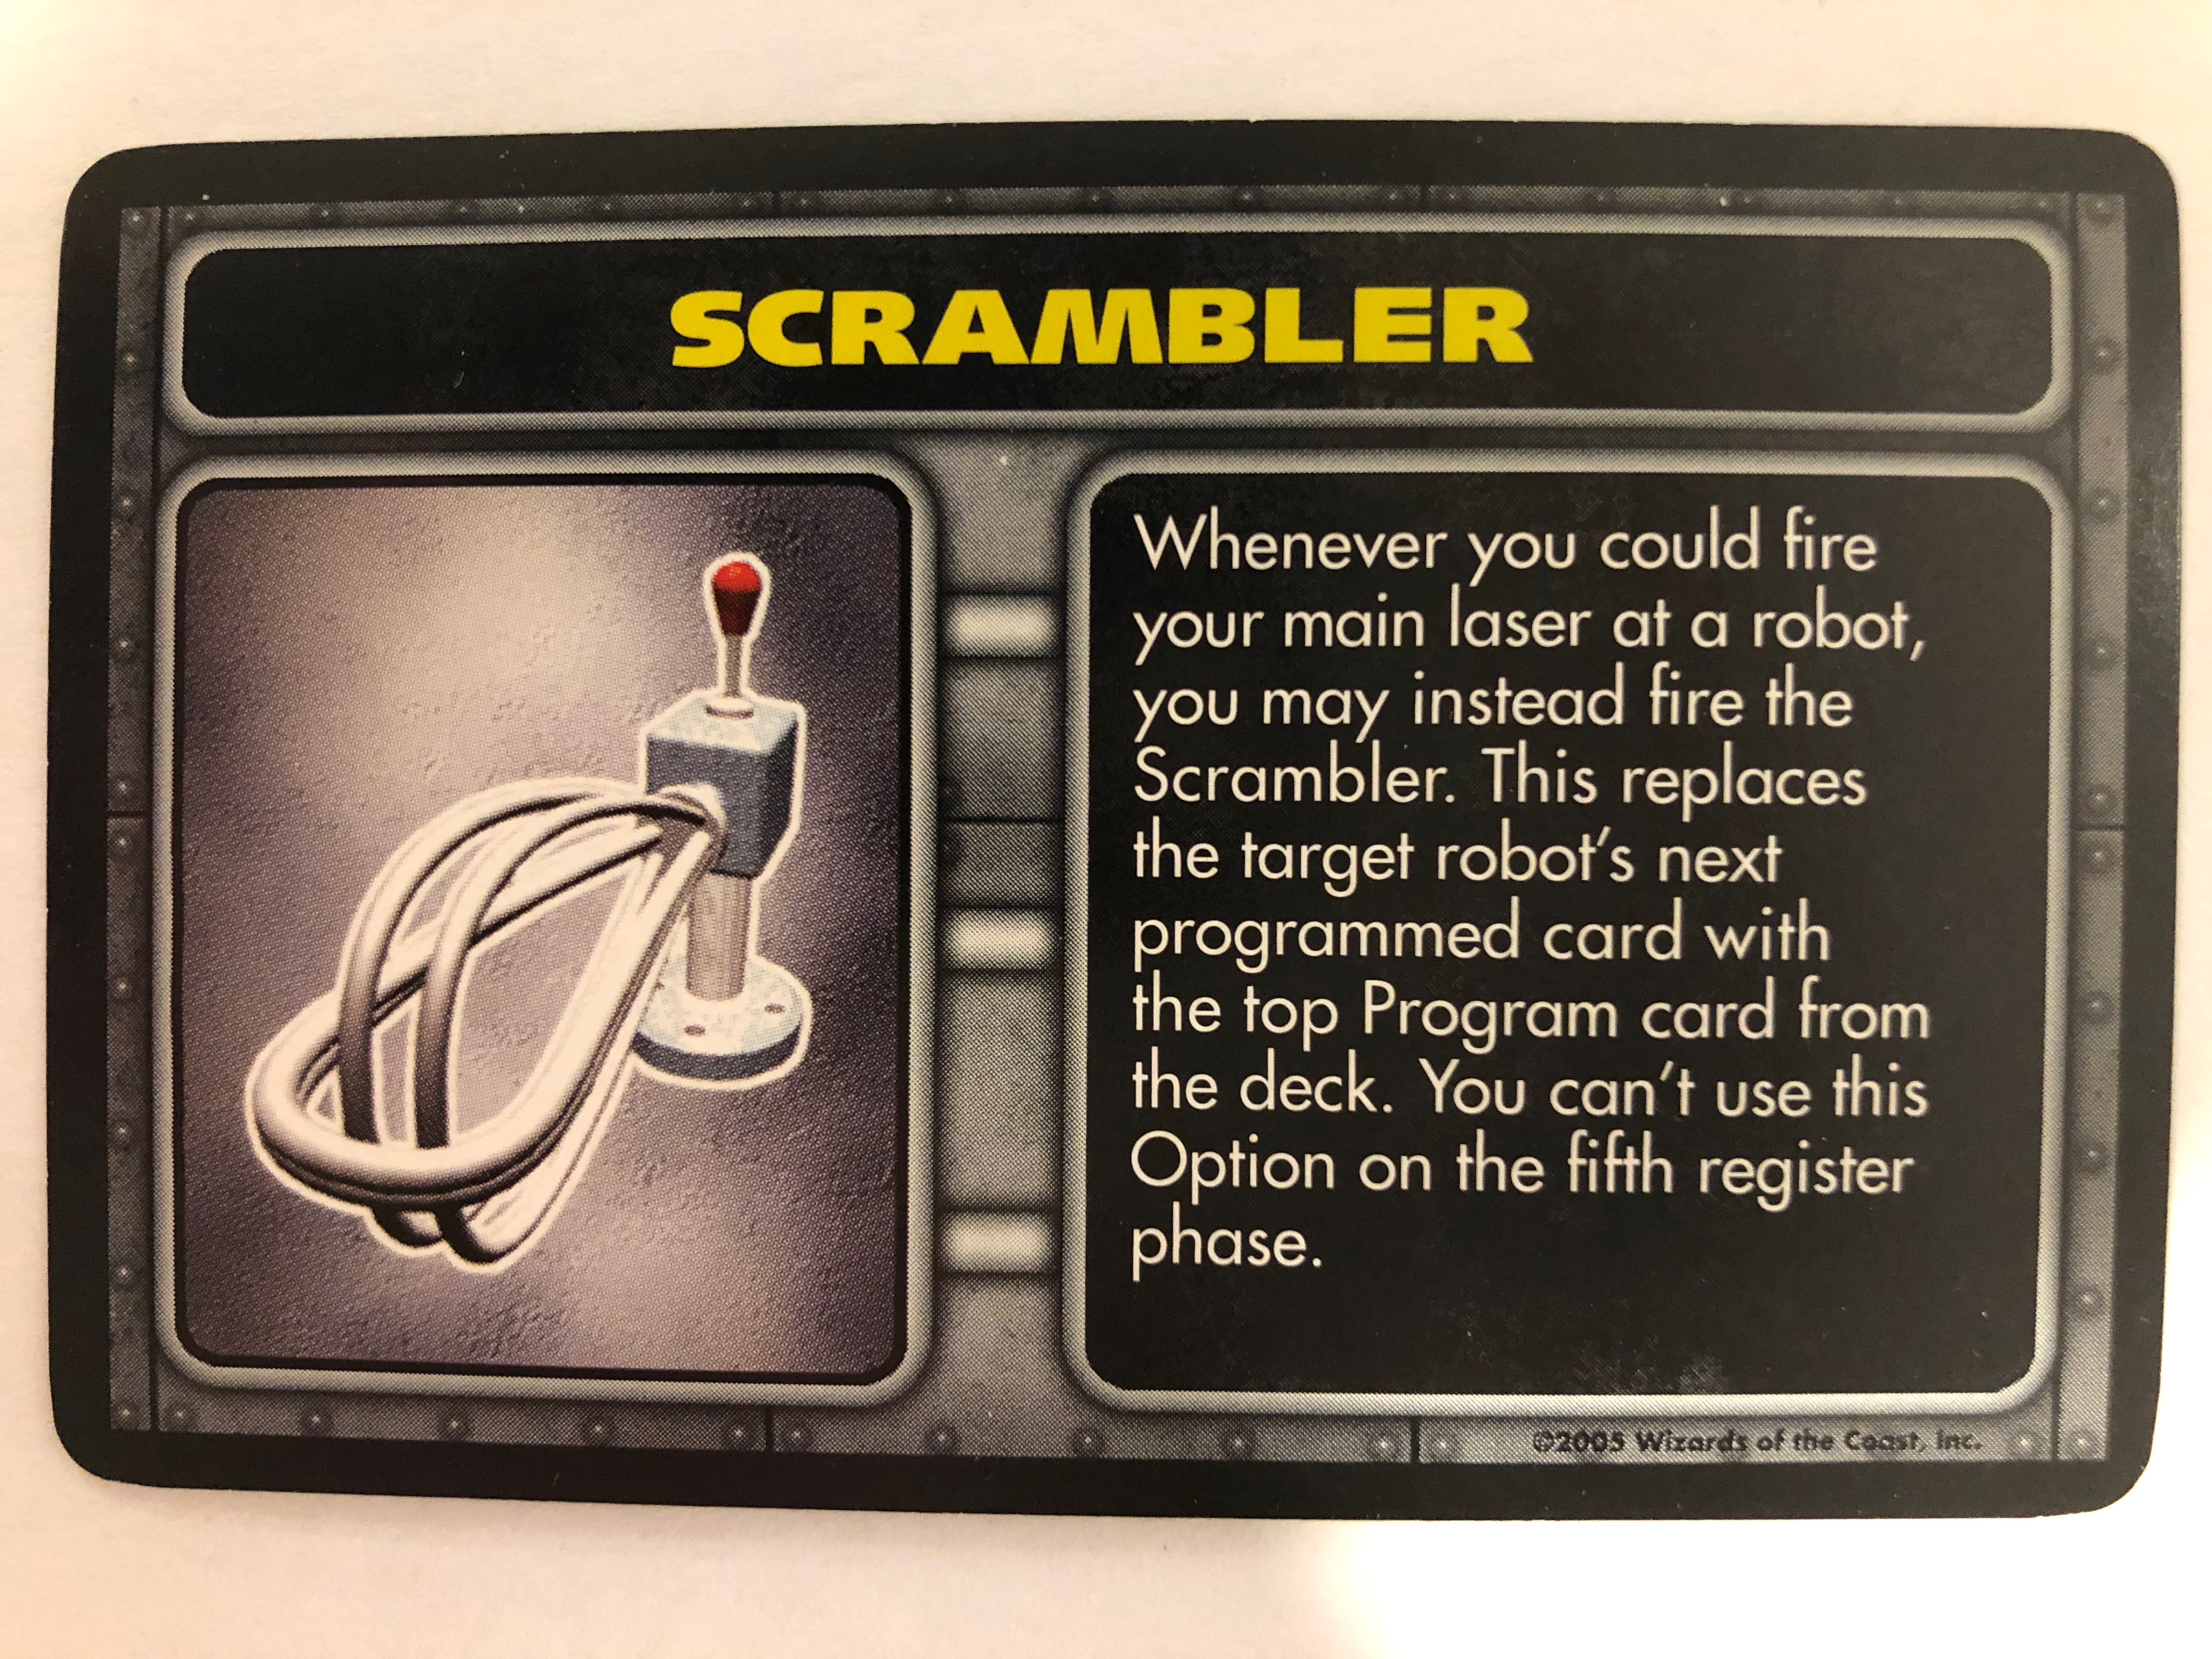 SCRAMBLER
Whenever you could fire
your main laser at a robot,
you may instead fire the
Scrambler. This replaces
the target robot's next
programmed card with
the top Program card from
the deck. You can't use this
Option on the fifth register
phase.
©2005 Wizards of the Coast, Inc.